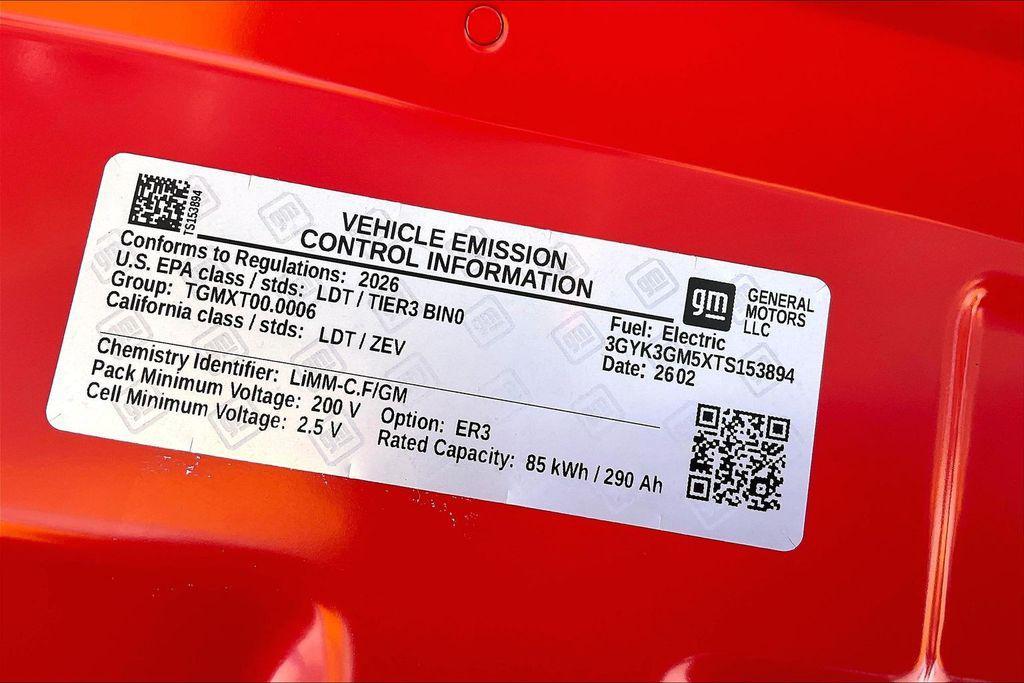 TS153894
VEHICLE EMISSION
CONTROL INFORMATION
Conforms to Regulations: 2026
U.S. EPA class / stds: LDT / TIER3 BIN0
Group: TGMXT00.0006
California class / stds: LDT / ZEV
gm
GENERAL
MOTORS
LLC
Fuel: Electric
3GYK3GM5XTS153894
Date: 2602
Chemistry Identifier: LiMM-C.F/GM
Pack Minimum Voltage: 200 V
Cell Minimum Voltage: 2.5 V
Option: ER3
Rated Capacity: 85 kWh / 290 Ah